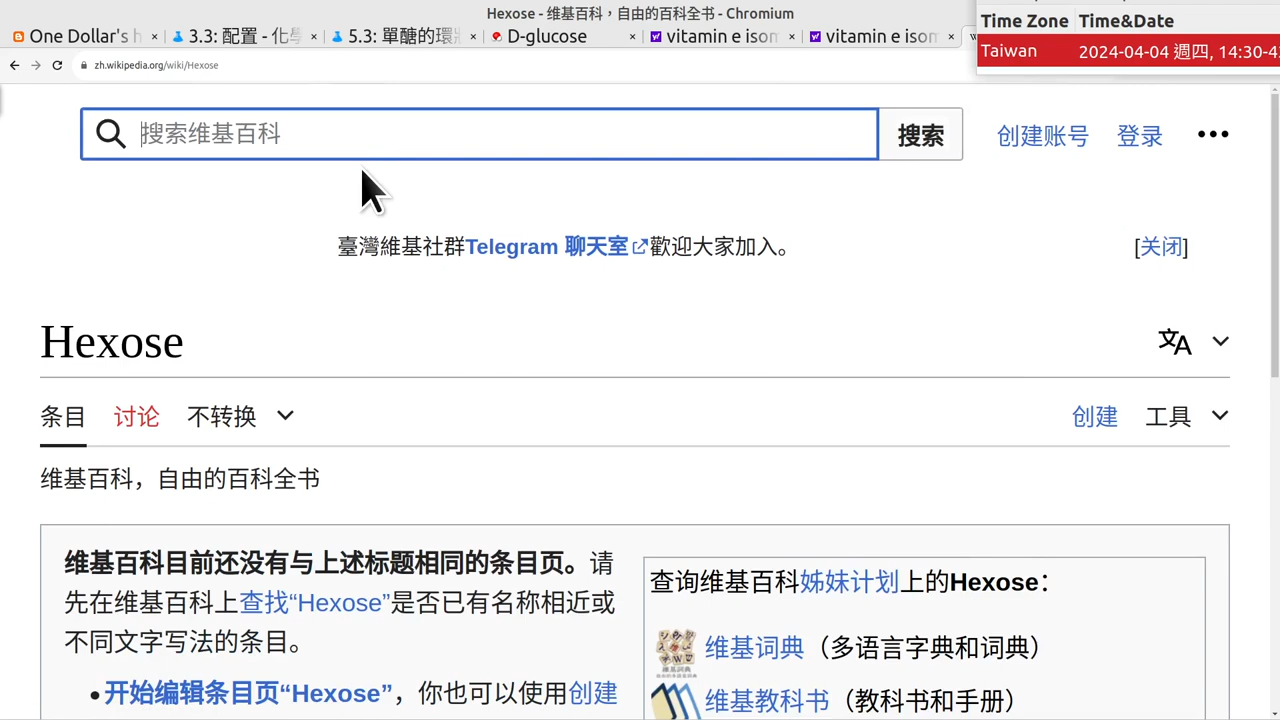 Hexose - 维基百科，自由的百科全书 - Chromium
Time Zone Time&Date
One Dollar's h × 3.3: 配置 - 化學 × 5.3: 單醣的環 × D-glucose × vitamin e isom × vitamin e isom ×
Taiwan 2024-04-04 週四, 14:30-4
zh.wikipedia.org/wiki/Hexose
搜索维基百科 搜索 创建账号 登录 •••
臺灣維基社群Telegram 聊天室歡迎大家加入。 [关闭]
Hexose
条目 讨论 不转换 创建 工具
维基百科，自由的百科全书
维基百科目前还没有与上述标题相同的条目页。请
先在维基百科上查找“Hexose”是否已有名称相近或
不同文字写法的条目。
• 开始编辑条目页“Hexose”，你也可以使用创建
查询维基百科姊妹计划上的Hexose：
维基词典（多语言字典和词典）
维基教科书（教科书和手册）